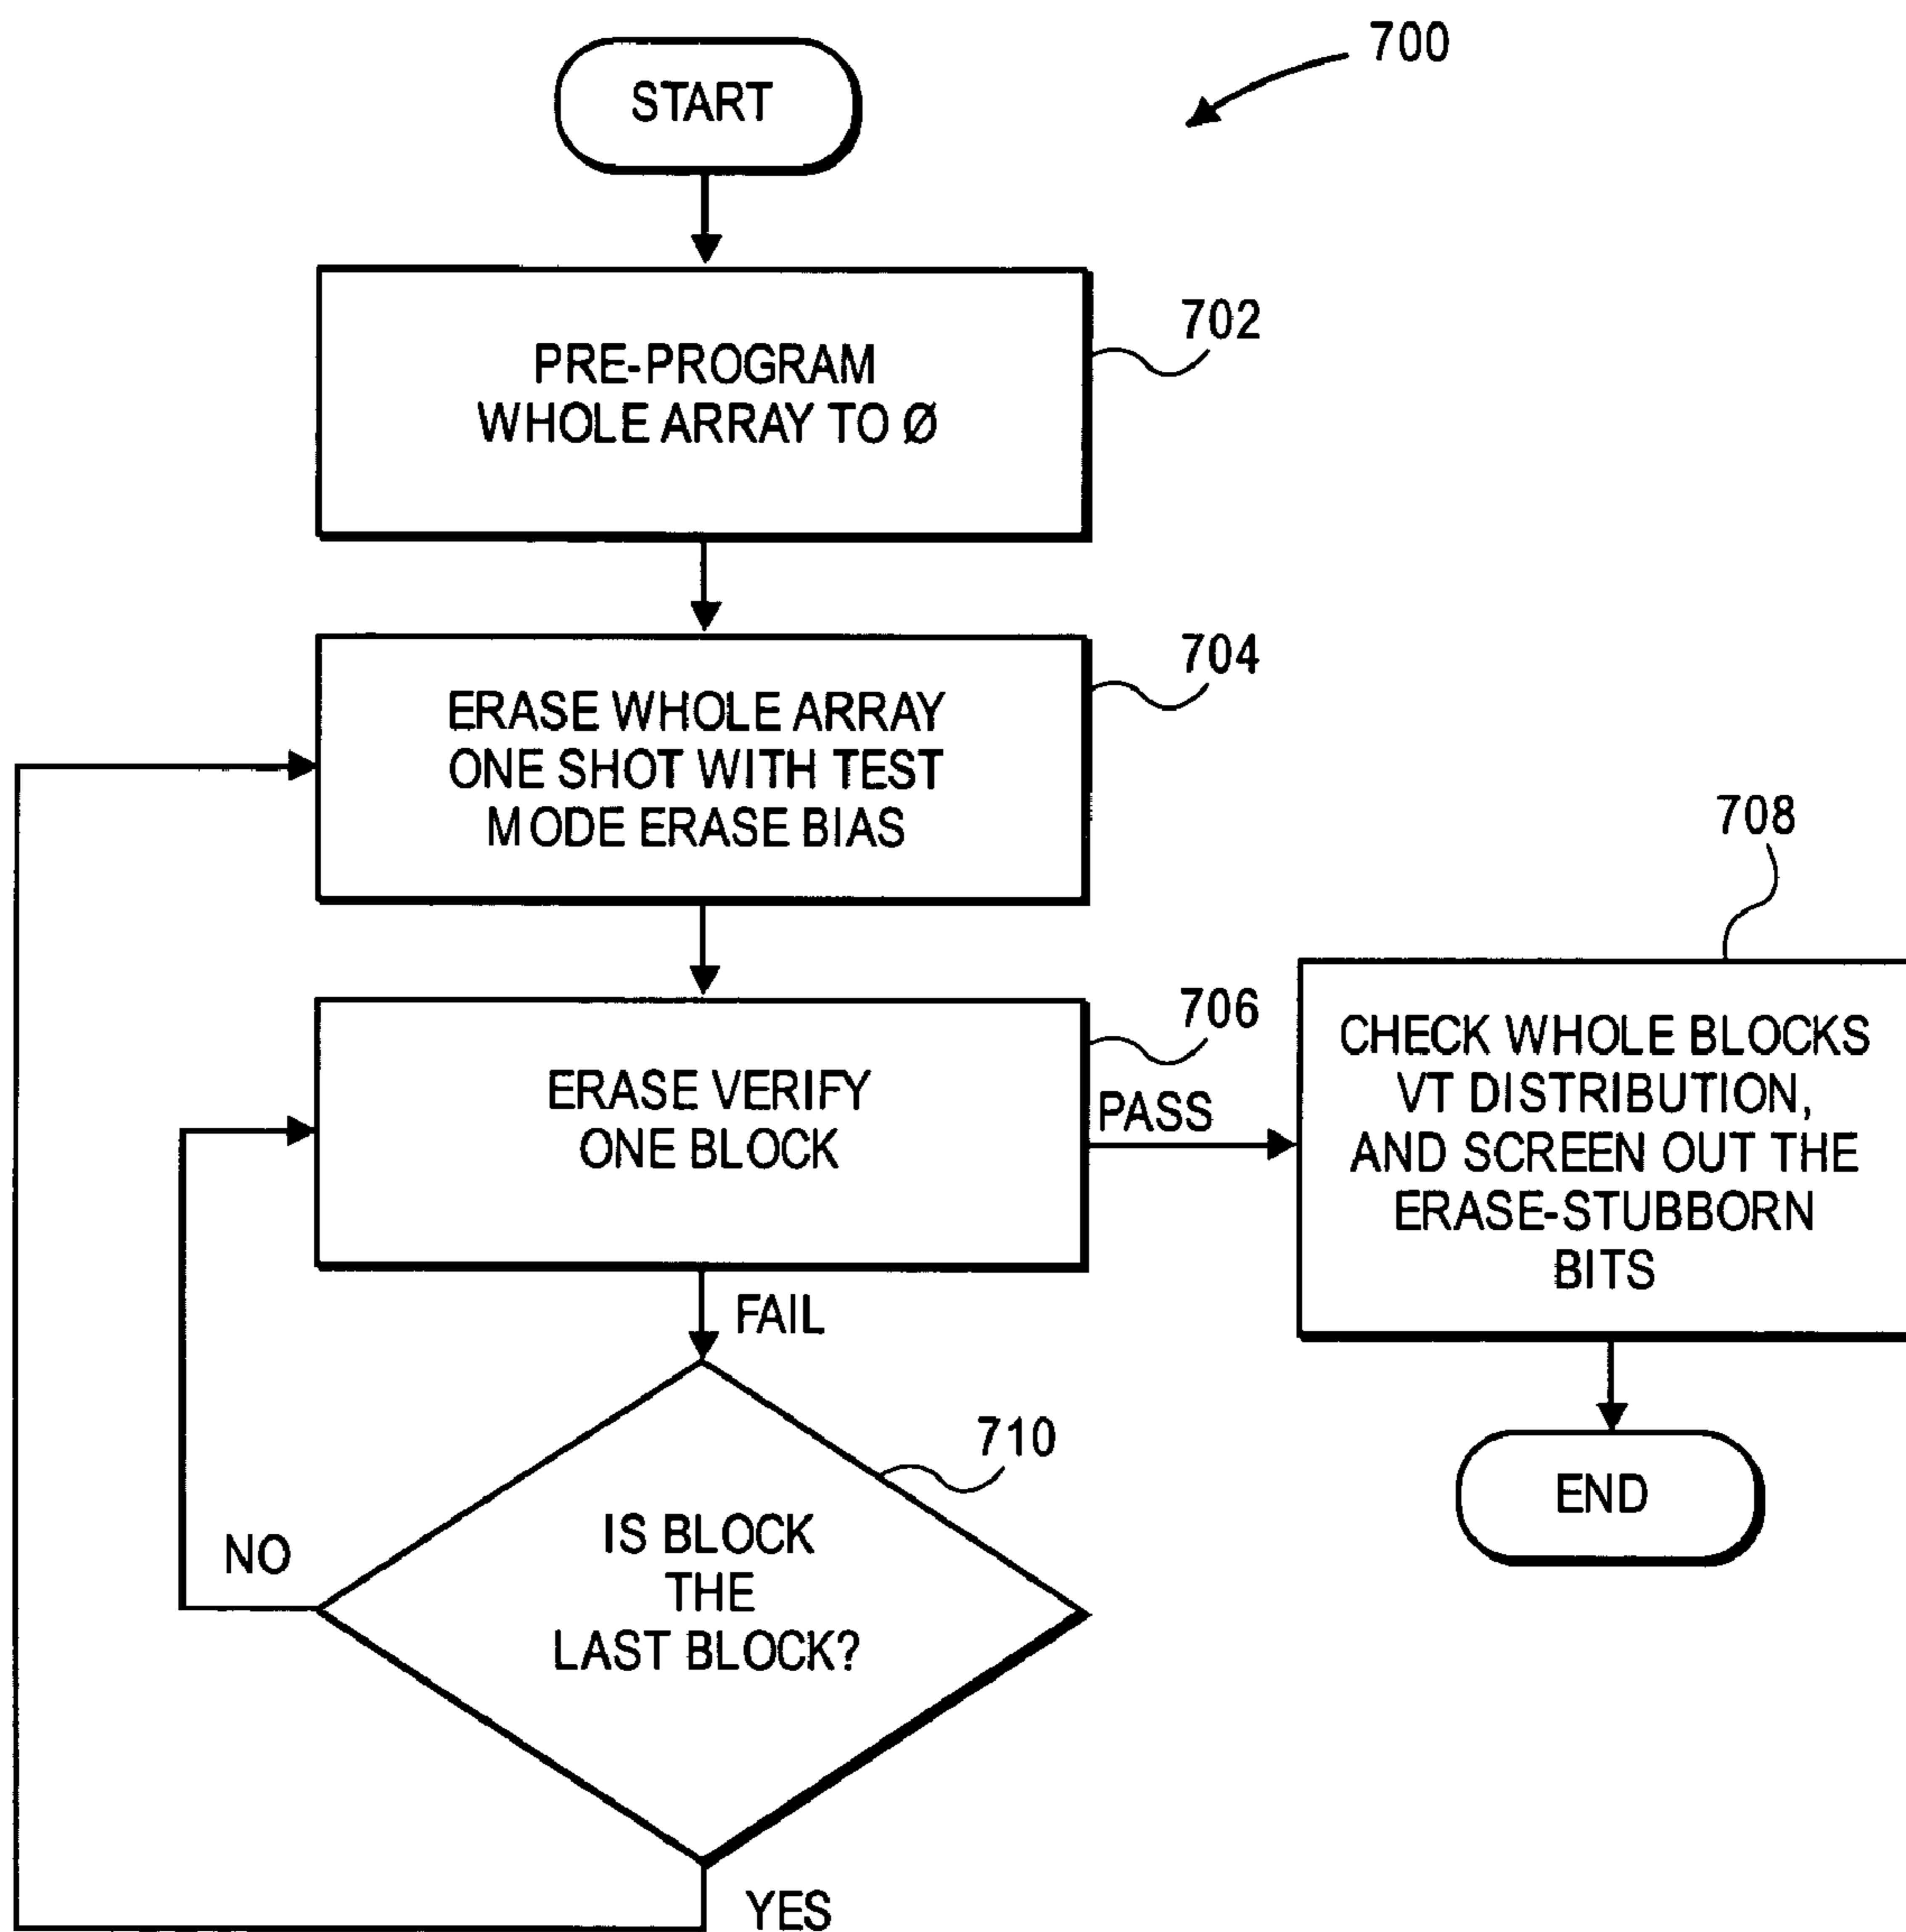 700
START
702
PRE-PROGRAM
WHOLE ARRAY TO Ø
704
ERASE WHOLE ARRAY
ONE SHOT WITH TEST
MODE ERASE BIAS
706
ERASE VERIFY
ONE BLOCK
PASS
708
CHECK WHOLE BLOCKS
VT DISTRIBUTION,
AND SCREEN OUT THE
ERASE-STUBBORN
BITS
FAIL
710
IS BLOCK
THE
LAST BLOCK?
NO
YES
END